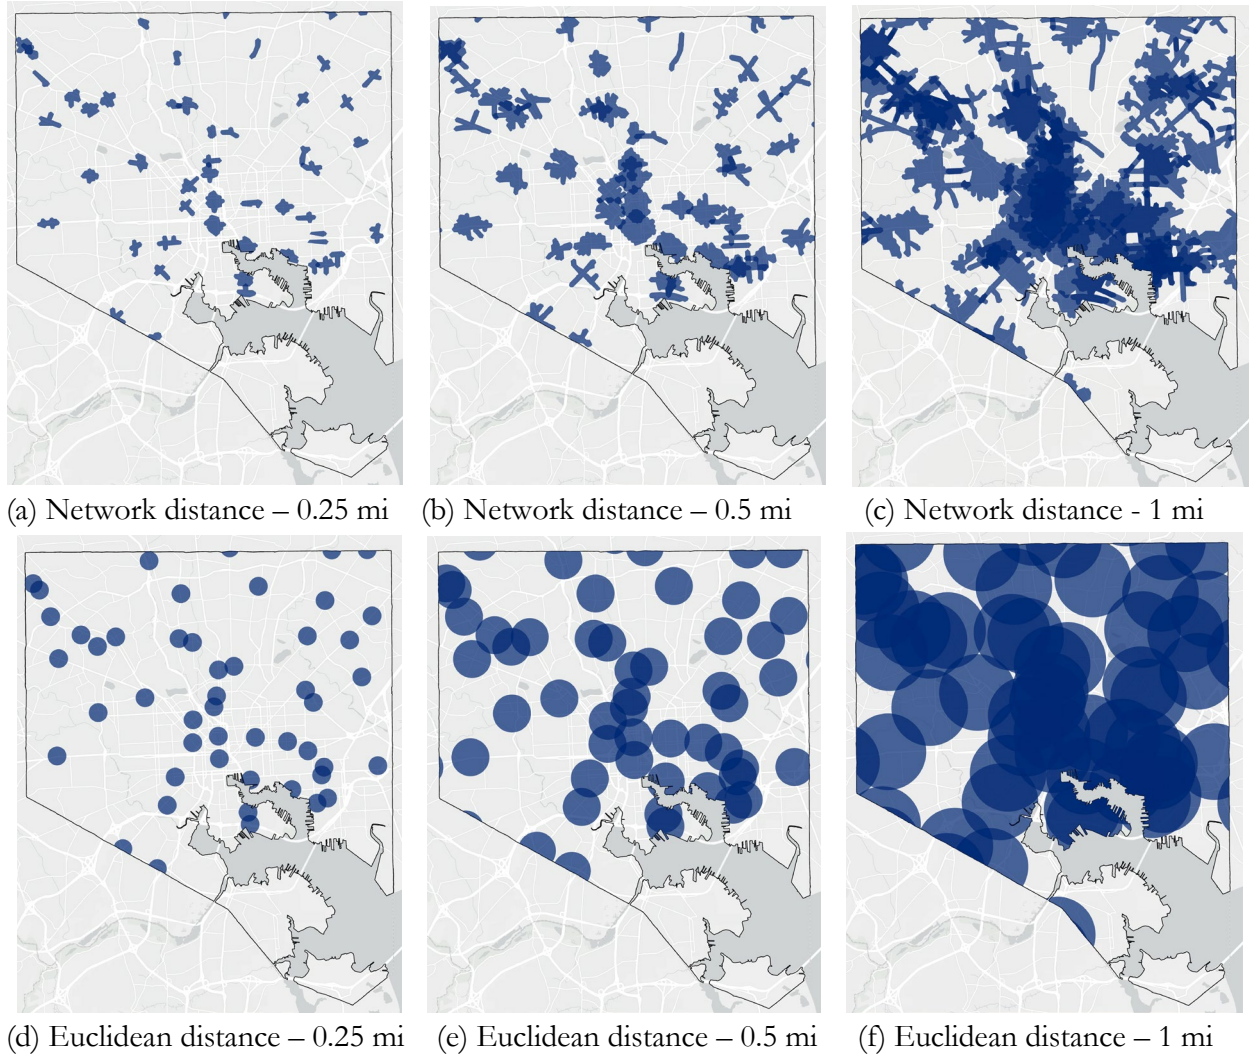 (a) Network distance – 0.25 mi
(b) Network distance – 0.5 mi
(c) Network distance - 1 mi
(d) Euclidean distance – 0.25 mi
(e) Euclidean distance – 0.5 mi
(f) Euclidean distance – 1 mi